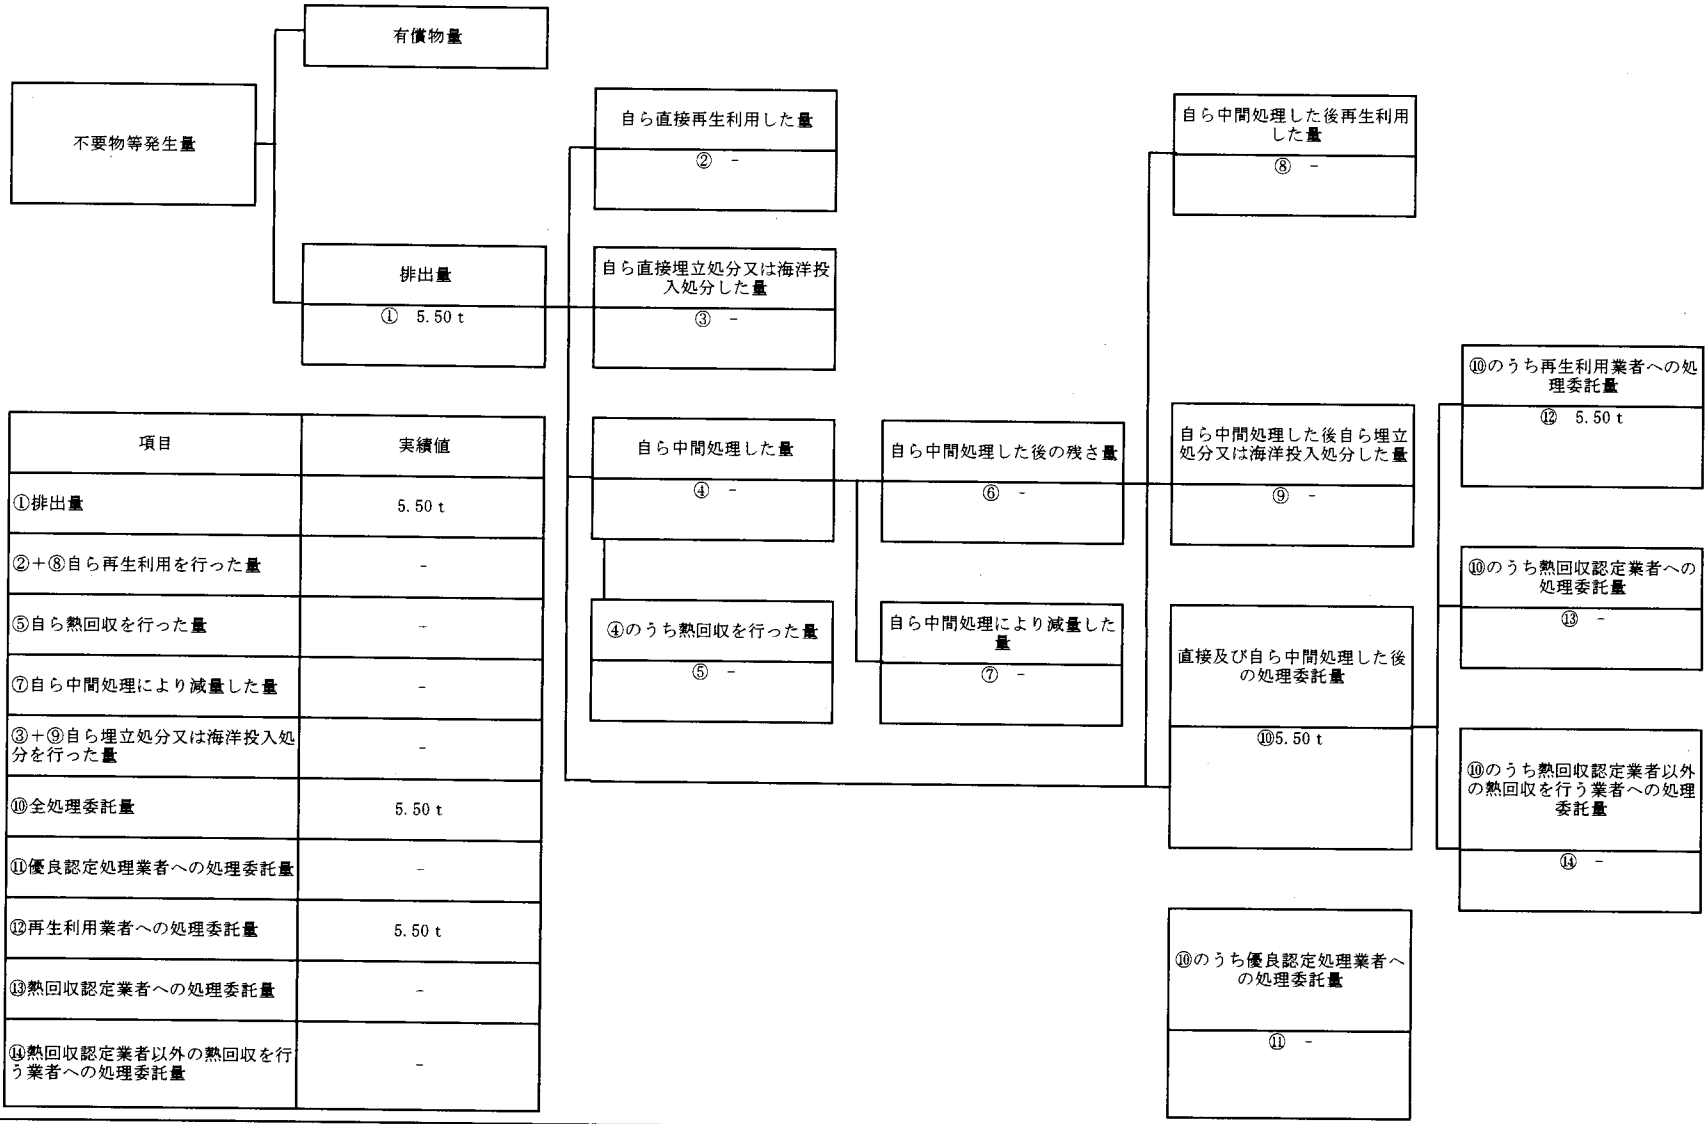 有償物量
不要物等発生量
自ら直接再生利用した量
② -
自ら中間処理した後再生利用
した量
⑧ -
排出量
① 5.50 t
自ら直接埋立処分又は海洋投
入処分した量
③ -
自ら中間処理した量
④ -
自ら中間処理した後の残さ量
⑥ -
自ら中間処理した後自ら埋立
処分又は海洋投入処分した量
⑨ -
⑩のうち再生利用業者への処
理委託量
⑫ 5.50 t
④のうち熱回収を行った量
⑤ -
自ら中間処理により減量した
量
⑦ -
直接及び自ら中間処理した後
の処理委託量
⑩5.50 t
⑩のうち熱回収認定業者への
処理委託量
⑬ -
⑩のうち熱回収認定業者以外
の熱回収を行う業者への処理
委託量
⑭ -
⑩のうち優良認定処理業者へ
の処理委託量
⑪ -
項目 実績値
①排出量 5.50 t
②+⑧自ら再生利用を行った量 -
⑤自ら熱回収を行った量 -
⑦自ら中間処理により減量した量 -
③+⑨自ら埋立処分又は海洋投入処
分を行った量 -
⑩全処理委託量 5.50 t
⑪優良認定処理業者への処理委託量 -
⑫再生利用業者への処理委託量 5.50 t
⑬熱回収認定業者への処理委託量 -
⑭熱回収認定業者以外の熱回収を行
う業者への処理委託量 -